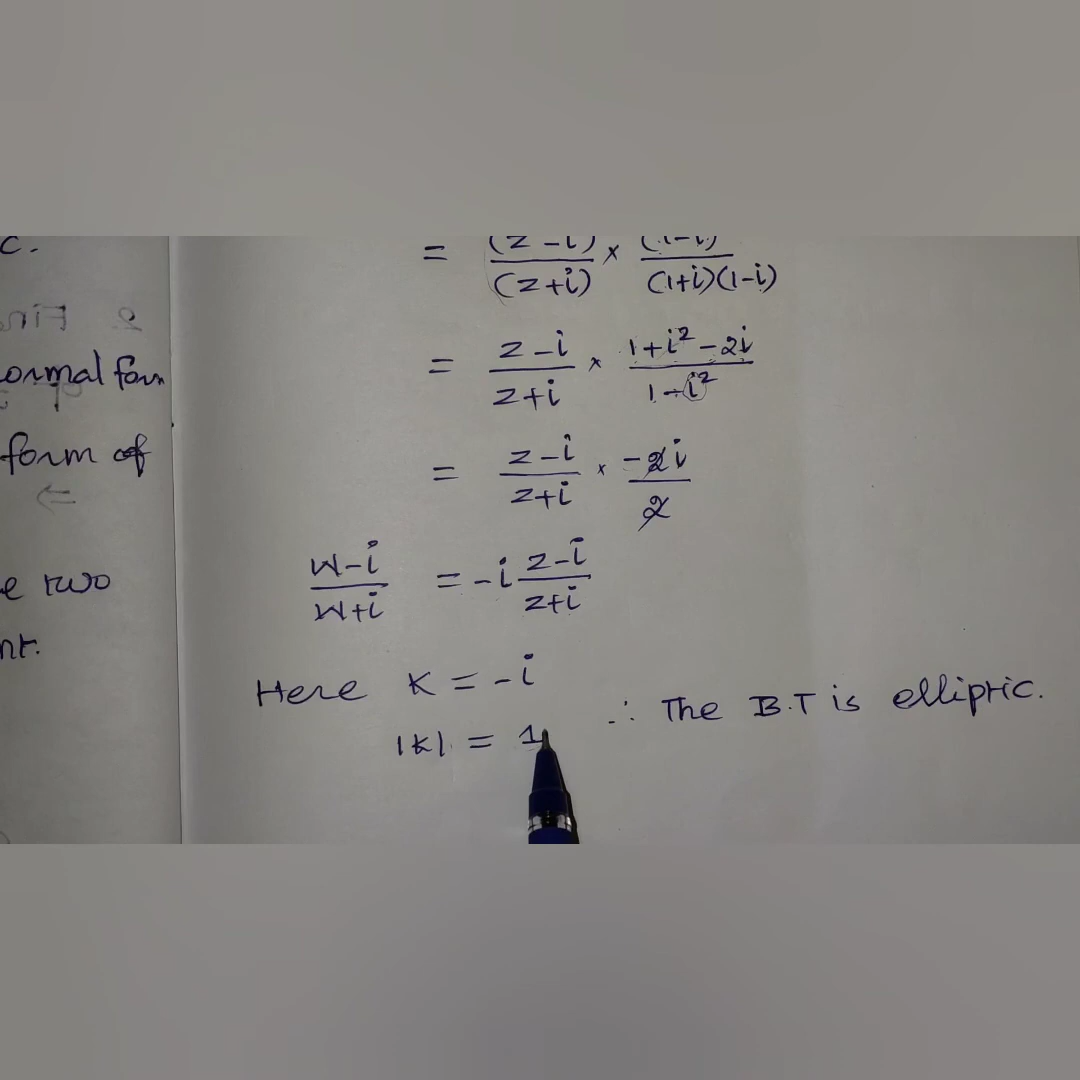 c.
ormal form
form of
e two
nt.
= (z-i)/(z+i) × (1-i)/(1+i)(1-i)
= z-i/z+i × 1+i²-2i/1-i²
= z-i/z+i × -2i/2
w-i/w+i = -i z-i/z+i
Here K = -i
∴ The B.T is elliptic.
|K| = 1